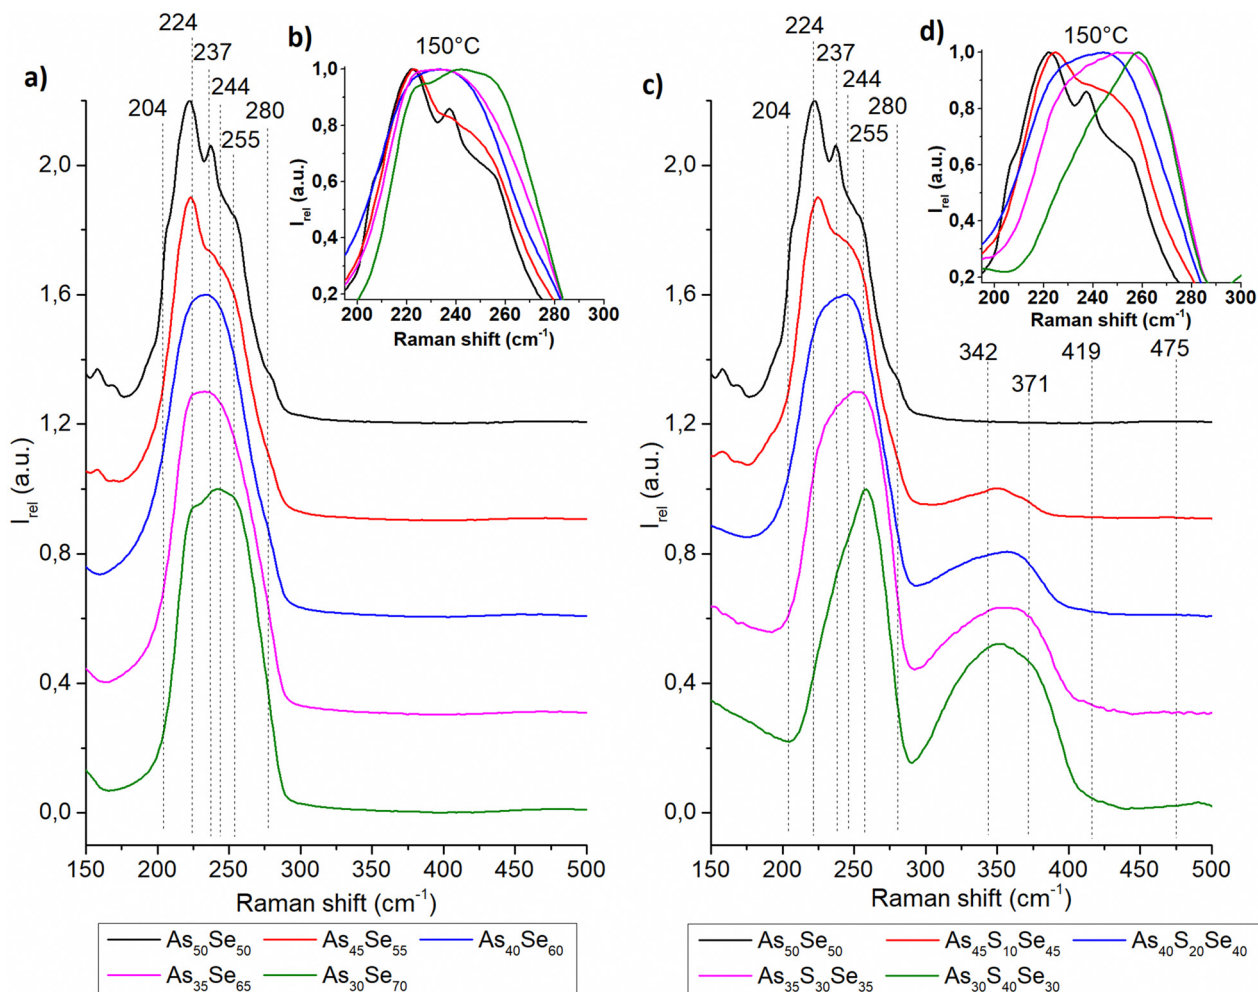 a)
224
237
204
244
280
255
2,0
1,6
1,2
0,8
0,4
0,0
I_rel (a.u.)
150 200 250 300 350 400 450 500
Raman shift (cm⁻¹)
b)
150°C
1,0
0,8
0,6
0,4
0,2
I_rel (a.u.)
200 220 240 260 280 300
Raman shift (cm⁻¹)
As₅₀Se₅₀ As₄₅Se₅₅ As₄₀Se₆₀
As₃₅Se₆₅ As₃₀Se₇₀
c)
224
237
244
204
280
255
342
419
475
371
2,0
1,6
1,2
0,8
0,4
0,0
I_rel (a.u.)
150 200 250 300 350 400 450 500
Raman shift (cm⁻¹)
d)
150°C
1,0
0,8
0,6
0,4
0,2
I_rel (a.u.)
200 220 240 260 280 300
Raman shift (cm⁻¹)
As₅₀Se₅₀ As₄₅S₁₀Se₄₅ As₄₀S₂₀Se₄₀
As₃₅S₃₀Se₃₅ As₃₀S₄₀Se₃₀